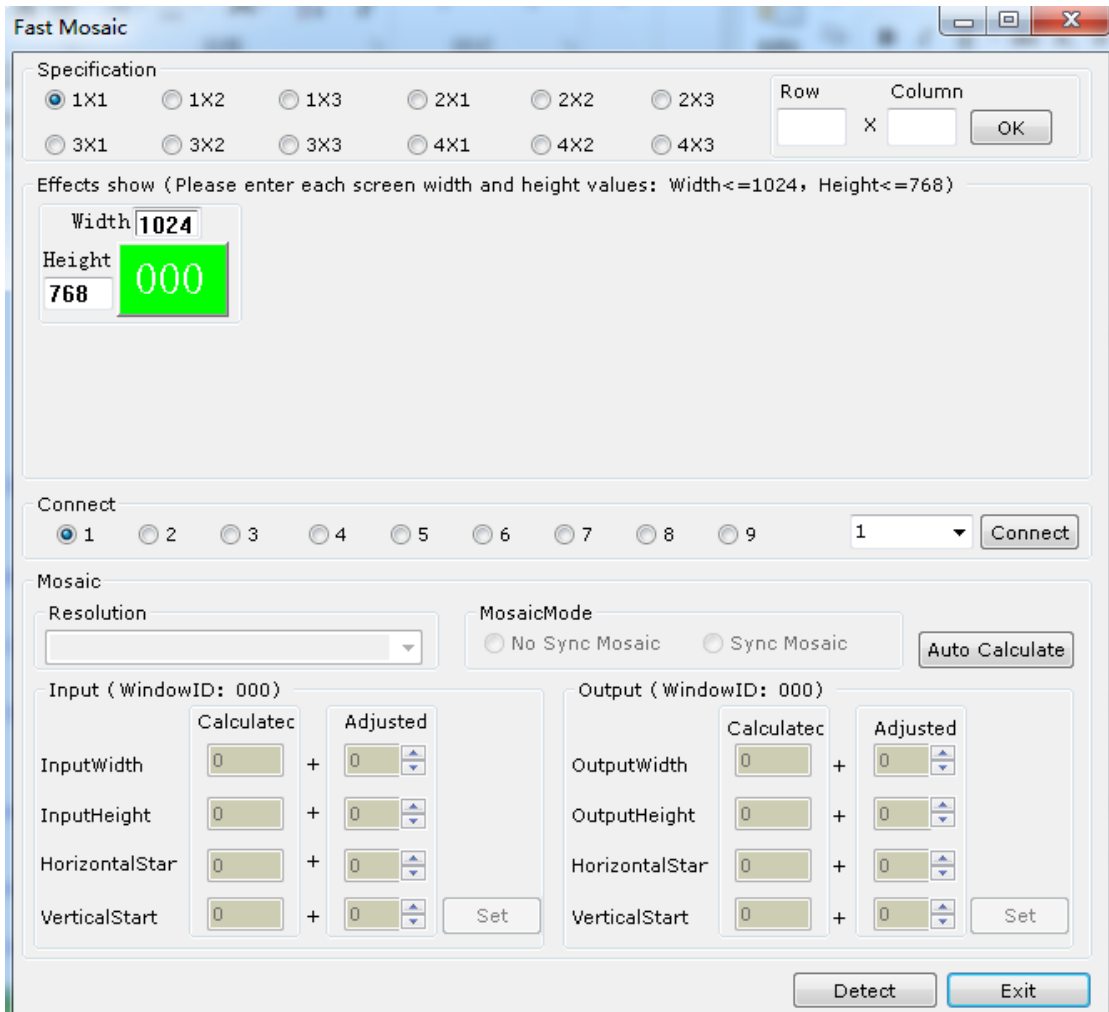 Fast Mosaic
Specification
1X1 1X2 1X3 2X1 2X2 2X3
3X1 3X2 3X3 4X1 4X2 4X3
Row Column
X OK
Effects show (Please enter each screen width and height values: Width<=1024, Height<=768)
Width 1024
Height
768
000
Connect
1 2 3 4 5 6 7 8 9 1 Connect
Mosaic
Resolution
MosaicMode
No Sync Mosaic Sync Mosaic
Auto Calculate
Input (WindowID: 000)
Calculatec Adjusted
InputWidth 0 + 0
InputHeight 0 + 0
HorizontalStar 0 + 0
VerticalStart 0 + 0 Set
Output (WindowID: 000)
Calculatec Adjusted
OutputWidth 0 + 0
OutputHeight 0 + 0
HorizontalStar 0 + 0
VerticalStart 0 + 0 Set
Detect Exit